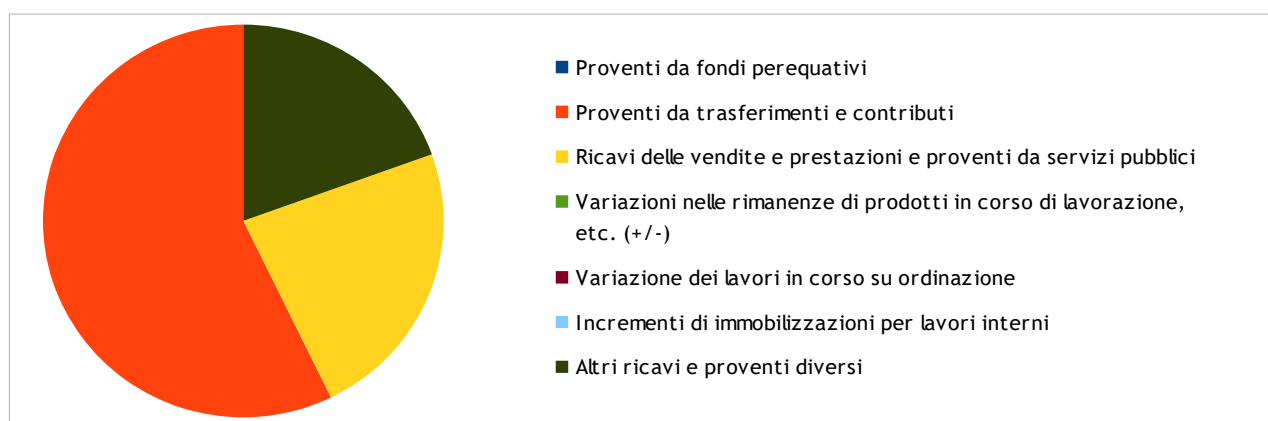 Proventi da fondi perequativi
Proventi da trasferimenti e contributi
Ricavi delle vendite e prestazioni e proventi da servizi pubblici
Variazioni nelle rimanenze di prodotti in corso di lavorazione,
etc. (+/-)
Variazione dei lavori in corso su ordinazione
Incrementi di immobilizzazioni per lavori interni
Altri ricavi e proventi diversi